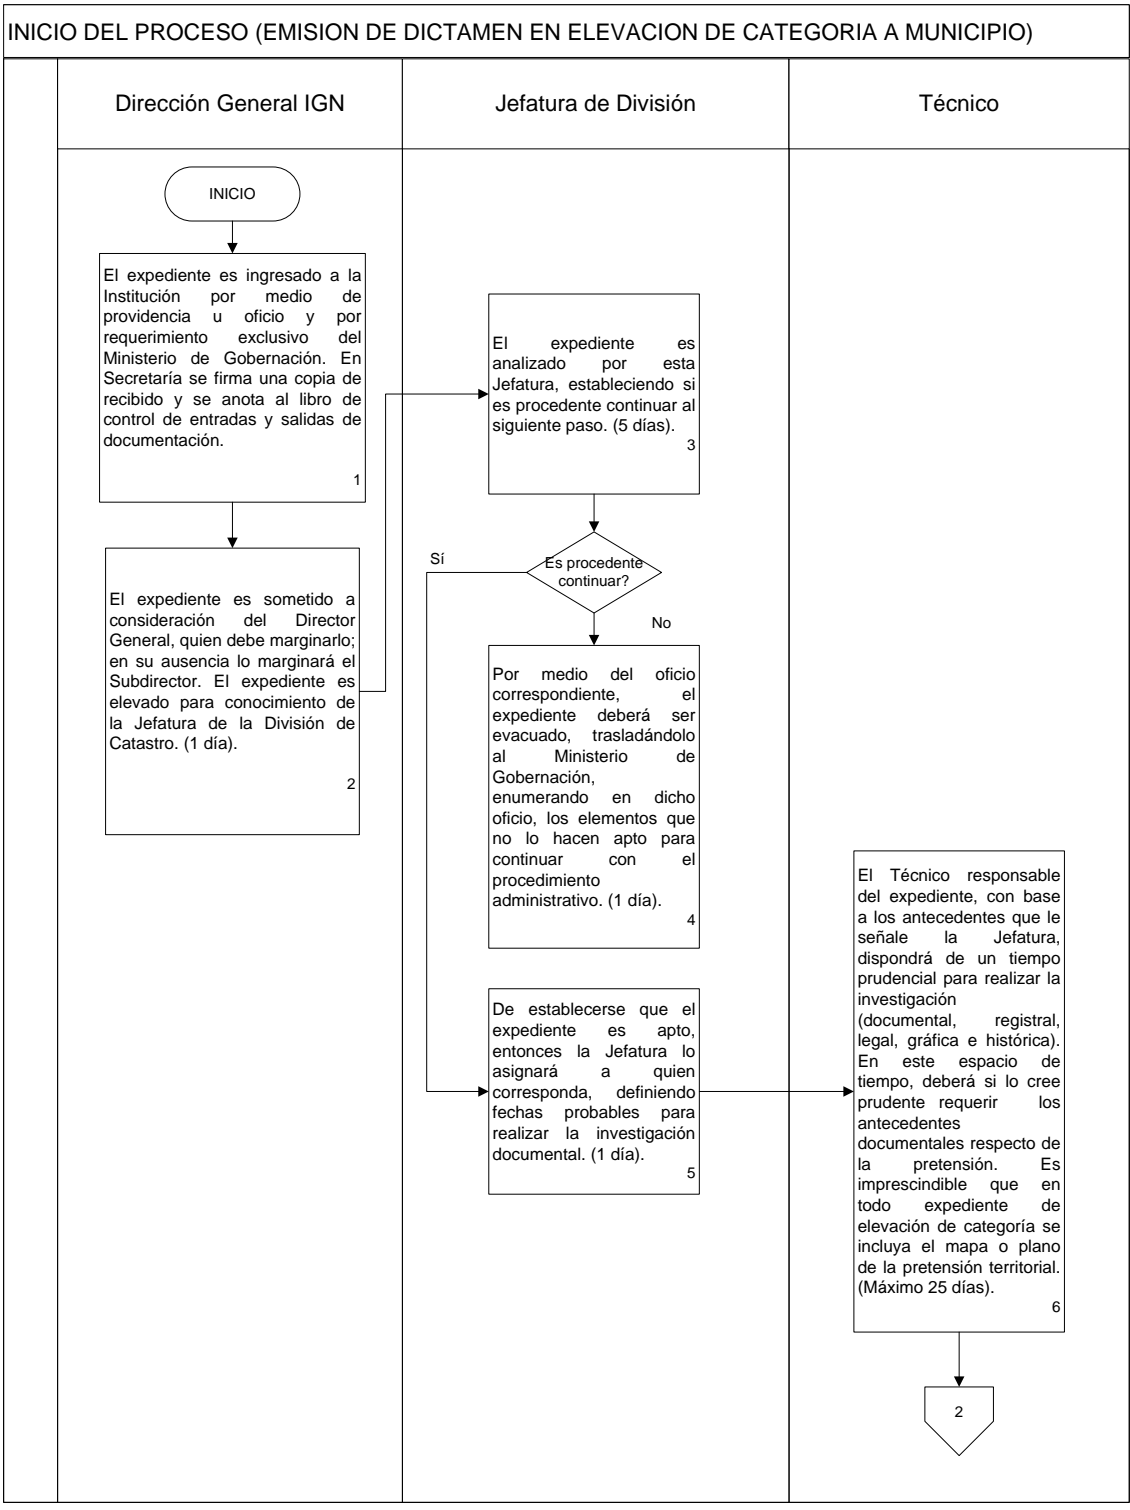 INICIO DEL PROCESO (EMISION DE DICTAMEN EN ELEVACION DE CATEGORIA A MUNICIPIO)
Dirección General IGN
Jefatura de División
Técnico
INICIO
El expediente es ingresado a la
Institución por medio de
providencia u oficio y por
requerimiento exclusivo del
Ministerio de Gobernación. En
Secretaría se firma una copia de
recibido y se anota al libro de
control de entradas y salidas de
documentación.
1
El expediente es sometido a
consideración del Director
General, quien debe marginarlo;
en su ausencia lo marginará el
Subdirector. El expediente es
elevado para conocimiento de
la Jefatura de la División de
Catastro. (1 día).
2
El expediente es
analizado por esta
Jefatura, estableciendo si
es procedente continuar al
siguiente paso. (5 días).
3
Es procedente
continuar?
Sí
No
Por medio del oficio
correspondiente, el
expediente deberá ser
evacuado, trasladándolo
al Ministerio de
Gobernación,
enumerando en dicho
oficio, los elementos que
no lo hacen apto para
continuar con el
procedimiento
administrativo. (1 día).
4
De establecerse que el
expediente es apto,
entonces la Jefatura lo
asignará a quien
corresponda, definiendo
fechas probables para
realizar la investigación
documental. (1 día).
5
El Técnico responsable
del expediente, con base
a los antecedentes que le
señale la Jefatura,
dispondrá de un tiempo
prudencial para realizar la
investigación
(documental, registral,
legal, gráfica e histórica).
En este espacio de
tiempo, deberá si lo cree
prudente requerir los
antecedentes
documentales respecto de
la pretensión. Es
imprescindible que en
todo expediente de
elevación de categoría se
incluya el mapa o plano
de la pretensión territorial.
(Máximo 25 días).
6
2